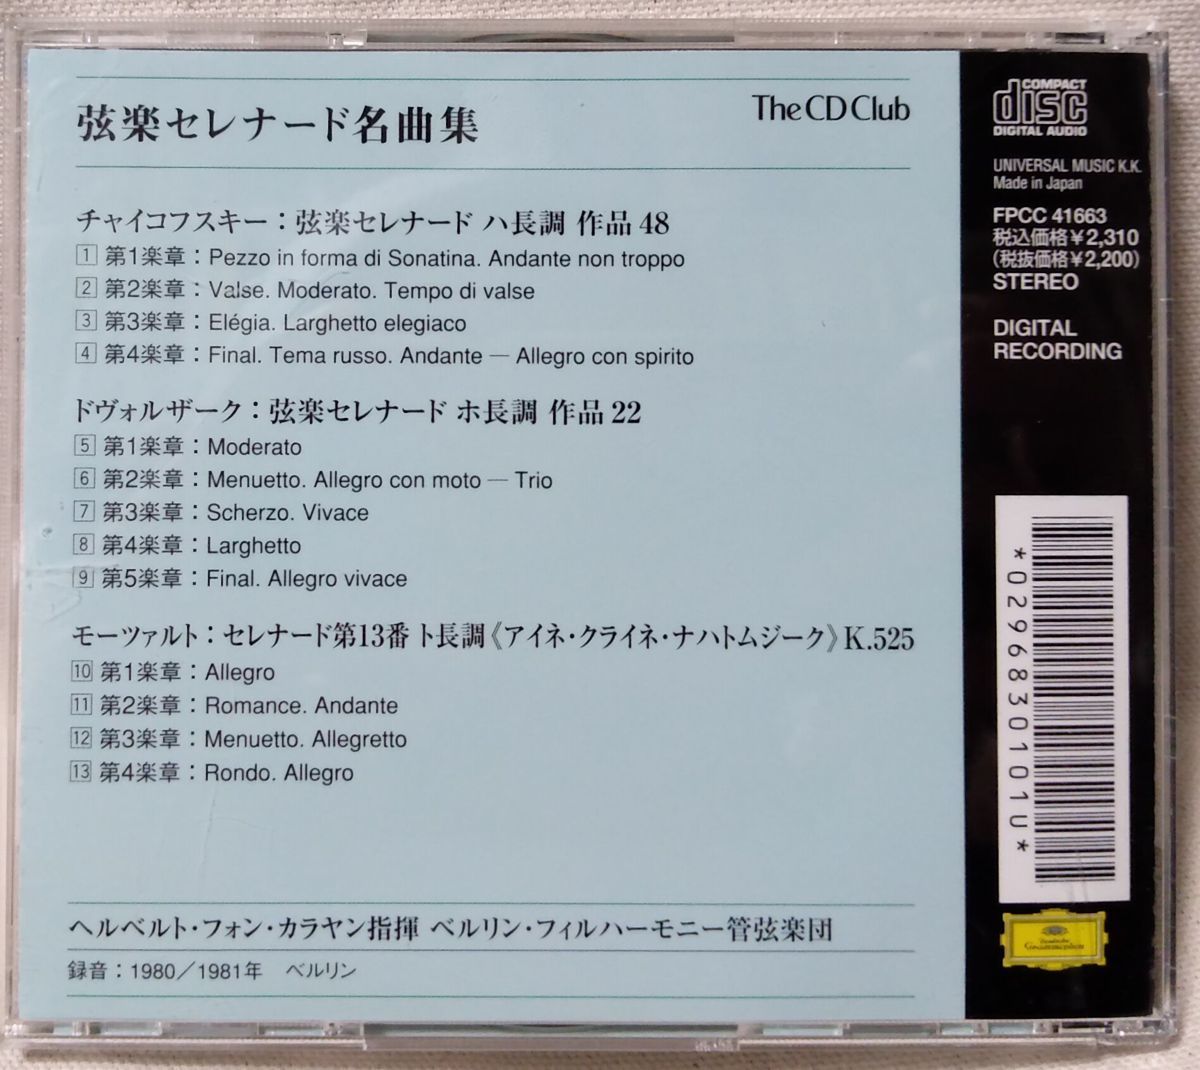 弦楽セレナード名曲集
The CD Club
チャイコフスキー：弦楽セレナード ハ長調 作品48
1 第1楽章：Pezzo in forma di Sonatina. Andante non troppo
2 第2楽章：Valse. Moderato. Tempo di valse
3 第3楽章：Elégia. Larghetto elegiaco
4 第4楽章：Final. Tema russo. Andante — Allegro con spirito
ドヴォルザーク：弦楽セレナード ホ長調 作品22
5 第1楽章：Moderato
6 第2楽章：Menuetto. Allegro con moto — Trio
7 第3楽章：Scherzo. Vivace
8 第4楽章：Larghetto
9 第5楽章：Final. Allegro vivace
モーツァルト：セレナード第13番 ト長調《アイネ・クライネ・ナハトムジーク》K.525
10 第1楽章：Allegro
11 第2楽章：Romance. Andante
12 第3楽章：Menuetto. Allegretto
13 第4楽章：Rondo. Allegro
ヘルベルト・フォン・カラヤン指揮 ベルリン・フィルハーモニー管弦楽団
録音：1980／1981年 ベルリン
COMPACT
disc
DIGITAL AUDIO
UNIVERSAL MUSIC K.K.
Made in Japan
FPCC 41663
税込価格￥2,310
(税抜価格￥2,200)
STEREO
DIGITAL
RECORDING
*0296830101U*
Deutsche
Grammophon